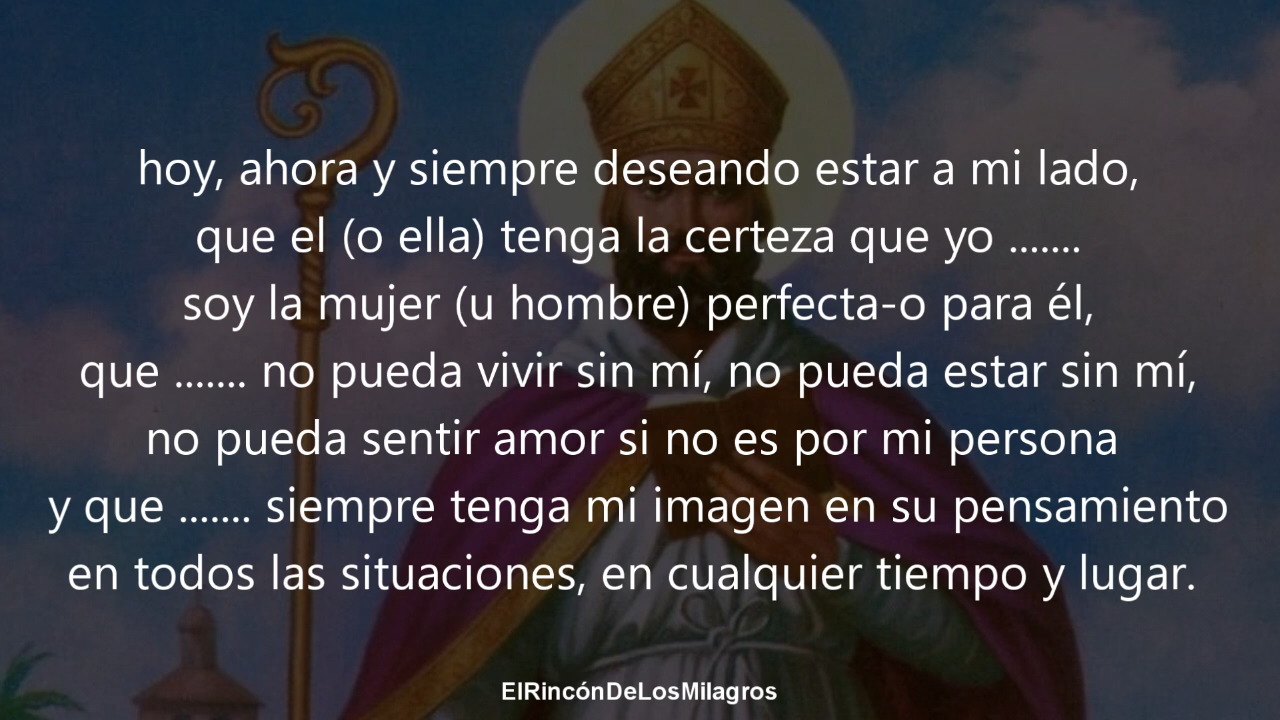 hoy, ahora y siempre deseando estar a mi lado,
que el (o ella) tenga la certeza que yo .......
soy la mujer (u hombre) perfecta-o para él,
que ....... no pueda vivir sin mí, no pueda estar sin mí,
no pueda sentir amor si no es por mi persona
y que ....... siempre tenga mi imagen en su pensamiento
en todos las situaciones, en cualquier tiempo y lugar.
ElRincónDeLosMilagros